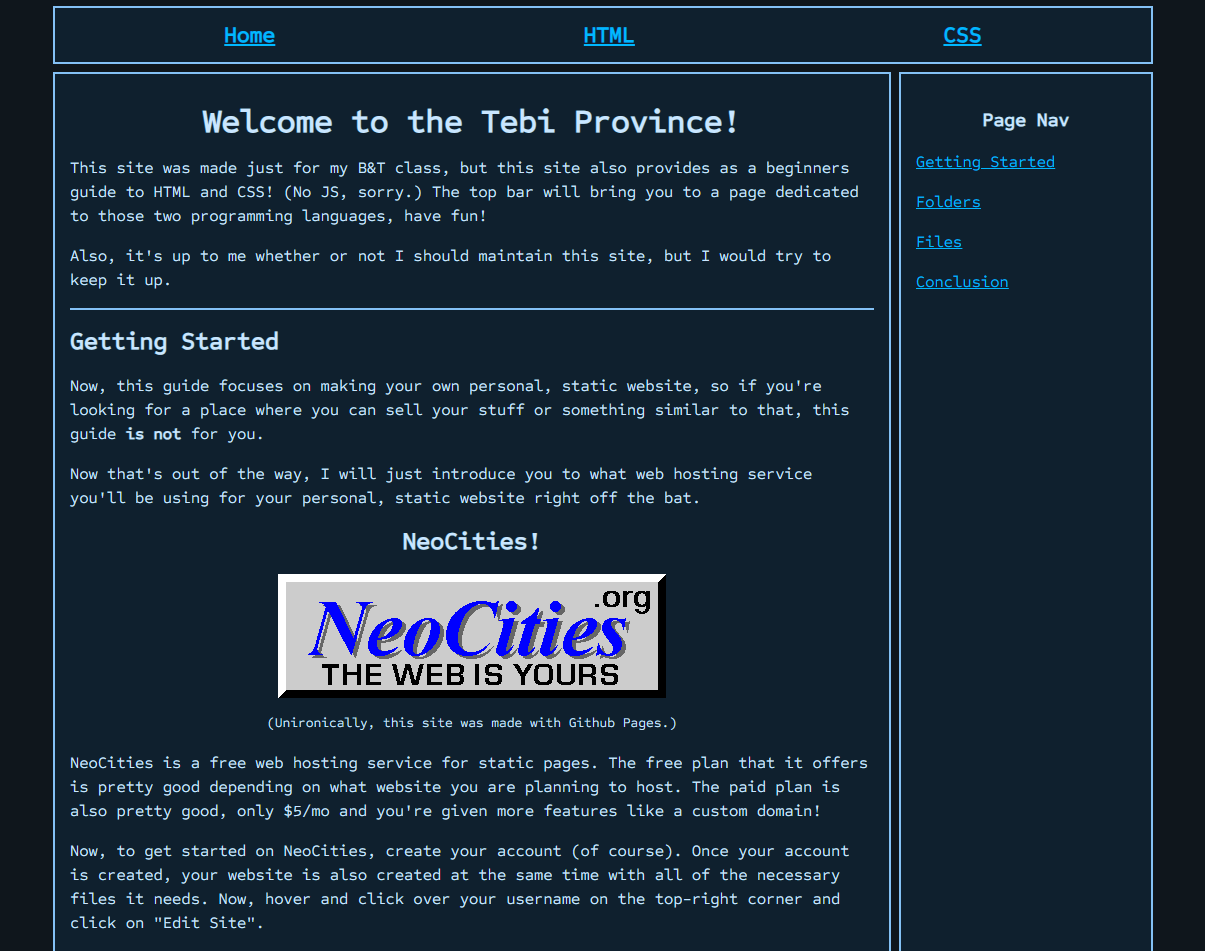 Home HTML CSS
Welcome to the Tebi Province!
This site was made just for my B&T class, but this site also provides as a beginners
guide to HTML and CSS! (No JS, sorry.) The top bar will bring you to a page dedicated
to those two programming languages, have fun!
Also, it's up to me whether or not I should maintain this site, but I would try to
keep it up.
Getting Started
Now, this guide focuses on making your own personal, static website, so if you're
looking for a place where you can sell your stuff or something similar to that, this
guide is not for you.
Now that's out of the way, I will just introduce you to what web hosting service
you'll be using for your personal, static website right off the bat.
NeoCities!
.org
NeoCities
THE WEB IS YOURS
(Unironically, this site was made with Github Pages.)
NeoCities is a free web hosting service for static pages. The free plan that it offers
is pretty good depending on what website you are planning to host. The paid plan is
also pretty good, only $5/mo and you're given more features like a custom domain!
Now, to get started on NeoCities, create your account (of course). Once your account
is created, your website is also created at the same time with all of the necessary
files it needs. Now, hover and click over your username on the top-right corner and
click on "Edit Site".
Page Nav
Getting Started
Folders
Files
Conclusion